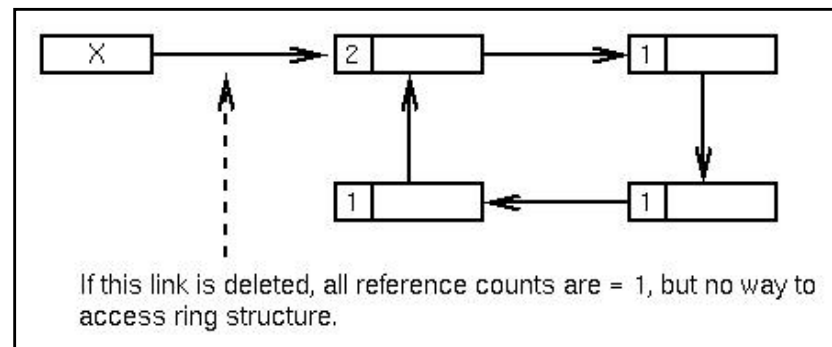 X 2 1
1 1
If this link is deleted, all reference counts are = 1, but no way to
access ring structure.